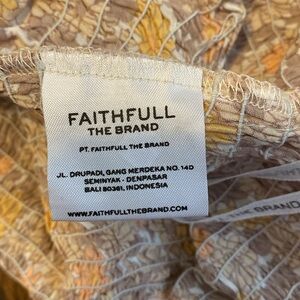 FAITHFULL
THE BRAND
PT. FAITHFULL THE BRAND
JL. DRUPADI, GANG MERDEKA NO. 14D
SEMINYAK - DENPASAR
BALI 80361, INDONESIA
WWW.FAITHFULLTHEBRAND.COM